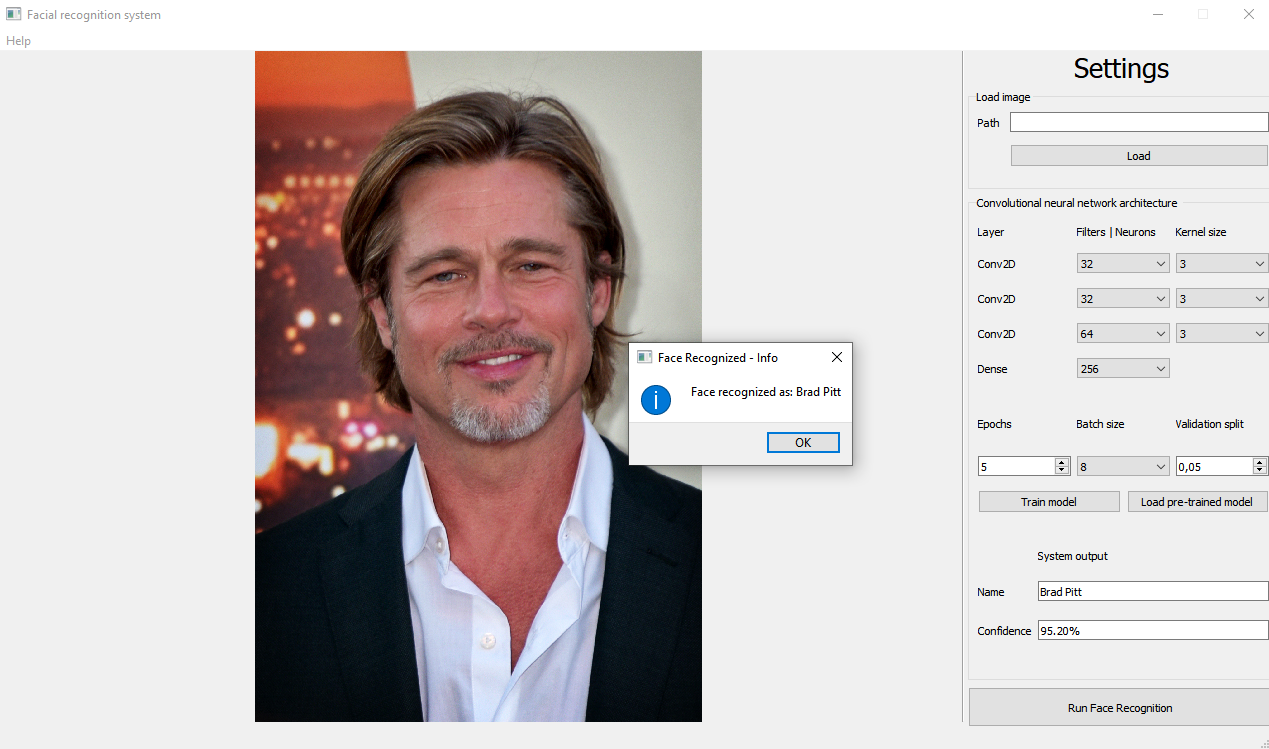 Facial recognition system
Help
Settings
Load image
Path
Load
Convolutional neural network architecture
Layer Filters | Neurons Kernel size
Conv2D 32 3
Conv2D 32 3
Conv2D 64 3
Dense 256
Face Recognized - Info
Face recognized as: Brad Pitt
OK
Epochs Batch size Validation split
5 8 0,05
Train model Load pre-trained model
System output
Name Brad Pitt
Confidence 95.20%
Run Face Recognition